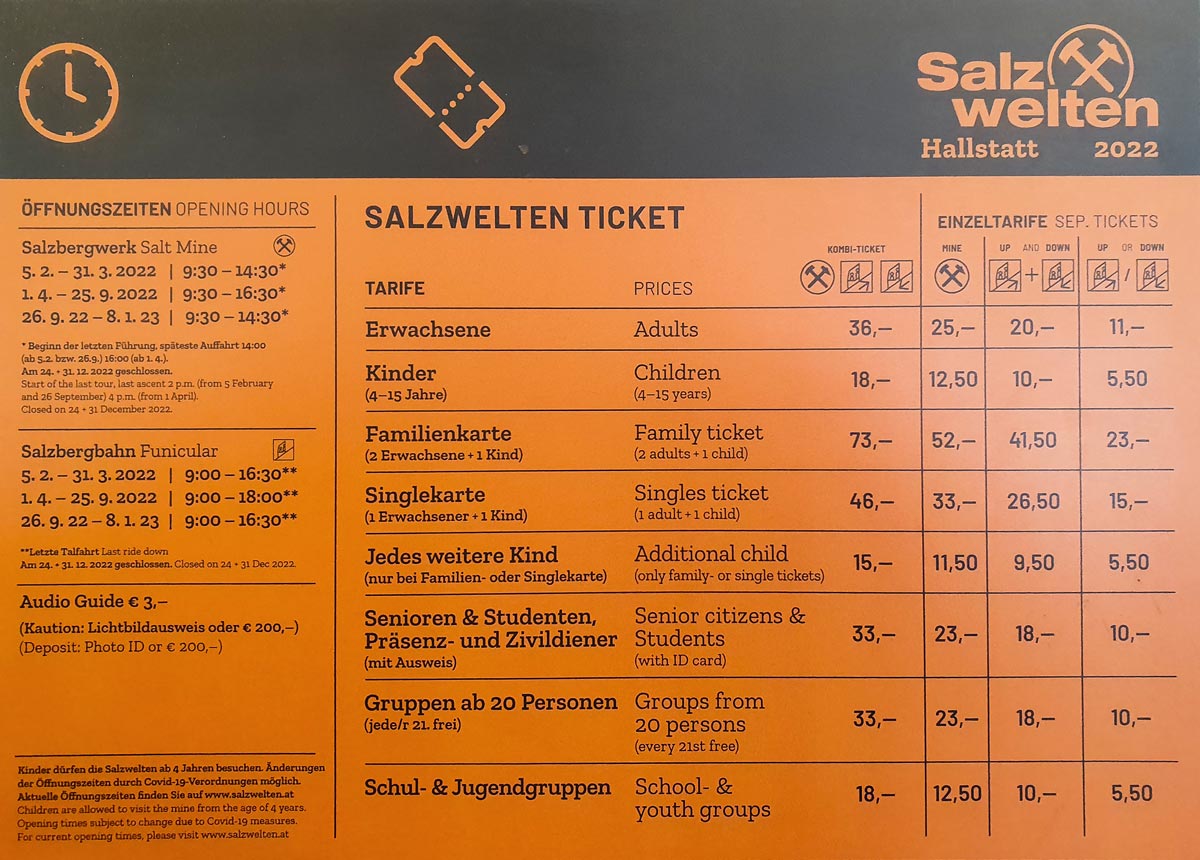 Salz
welten
Hallstatt 2022
ÖFFNUNGSZEITEN OPENING HOURS
Salzbergwerk Salt Mine
5. 2. – 31. 3. 2022 | 9:30 – 14:30*
1. 4. – 25. 9. 2022 | 9:30 – 16:30*
26. 9. 22 – 8. 1. 23 | 9:30 – 14:30*
* Beginn der letzten Führung, späteste Auffahrt 14:00
(ab 5.2. bzw. 26.9.) 16:00 (ab 1. 4.).
Am 24. + 31. 12. 2022 geschlossen.
Start of the last tour, last ascent 2 p.m. (from 5 February
and 26 September) 4 p.m. (from 1 April).
Closed on 24 + 31 December 2022.
Salzbergbahn Funicular
5. 2. – 31. 3. 2022 | 9:00 – 16:30**
1. 4. – 25. 9. 2022 | 9:00 – 18:00**
26. 9. 22 – 8. 1. 23 | 9:00 – 16:30**
**Letzte Talfahrt Last ride down
Am 24. + 31. 12. 2022 geschlossen. Closed on 24 + 31 Dec 2022.
Audio Guide € 3,–
(Kaution: Lichtbildausweis oder € 200,–)
(Deposit: Photo ID or € 200,–)
Kinder dürfen die Salzwelten ab 4 Jahren besuchen. Änderungen
der Öffnungszeiten durch Covid-19-Verordnungen möglich.
Aktuelle Öffnungszeiten finden Sie auf www.salzwelten.at
Children are allowed to visit the mine from the age of 4 years.
Opening times subject to change due to Covid-19 measures.
For current opening times, please visit www.salzwelten.at
SALZWELTEN TICKET
EINZELTARIFE SEP. TICKETS
KOMBI-TICKET MINE UP AND DOWN UP OR DOWN
+ /
TARIFE PRICES
Erwachsene Adults 36,– 25,– 20,– 11,–
Kinder Children 18,– 12,50 10,– 5,50
(4–15 Jahre) (4–15 years)
Familienkarte Family ticket 73,– 52,– 41,50 23,–
(2 Erwachsene + 1 Kind) (2 adults + 1 child)
Singlekarte Singles ticket 46,– 33,– 26,50 15,–
(1 Erwachsener + 1 Kind) (1 adult + 1 child)
Jedes weitere Kind Additional child 15,– 11,50 9,50 5,50
(nur bei Familien- oder Singlekarte) (only family- or single tickets)
Senioren & Studenten, Senior citizens &
Präsenz- und Zivildiener Students 33,– 23,– 18,– 10,–
(mit Ausweis) (with ID card)
Gruppen ab 20 Personen Groups from
(jede/r 21. frei) 20 persons 33,– 23,– 18,– 10,–
(every 21st free)
Schul- & Jugendgruppen School- & 18,– 12,50 10,– 5,50
youth groups